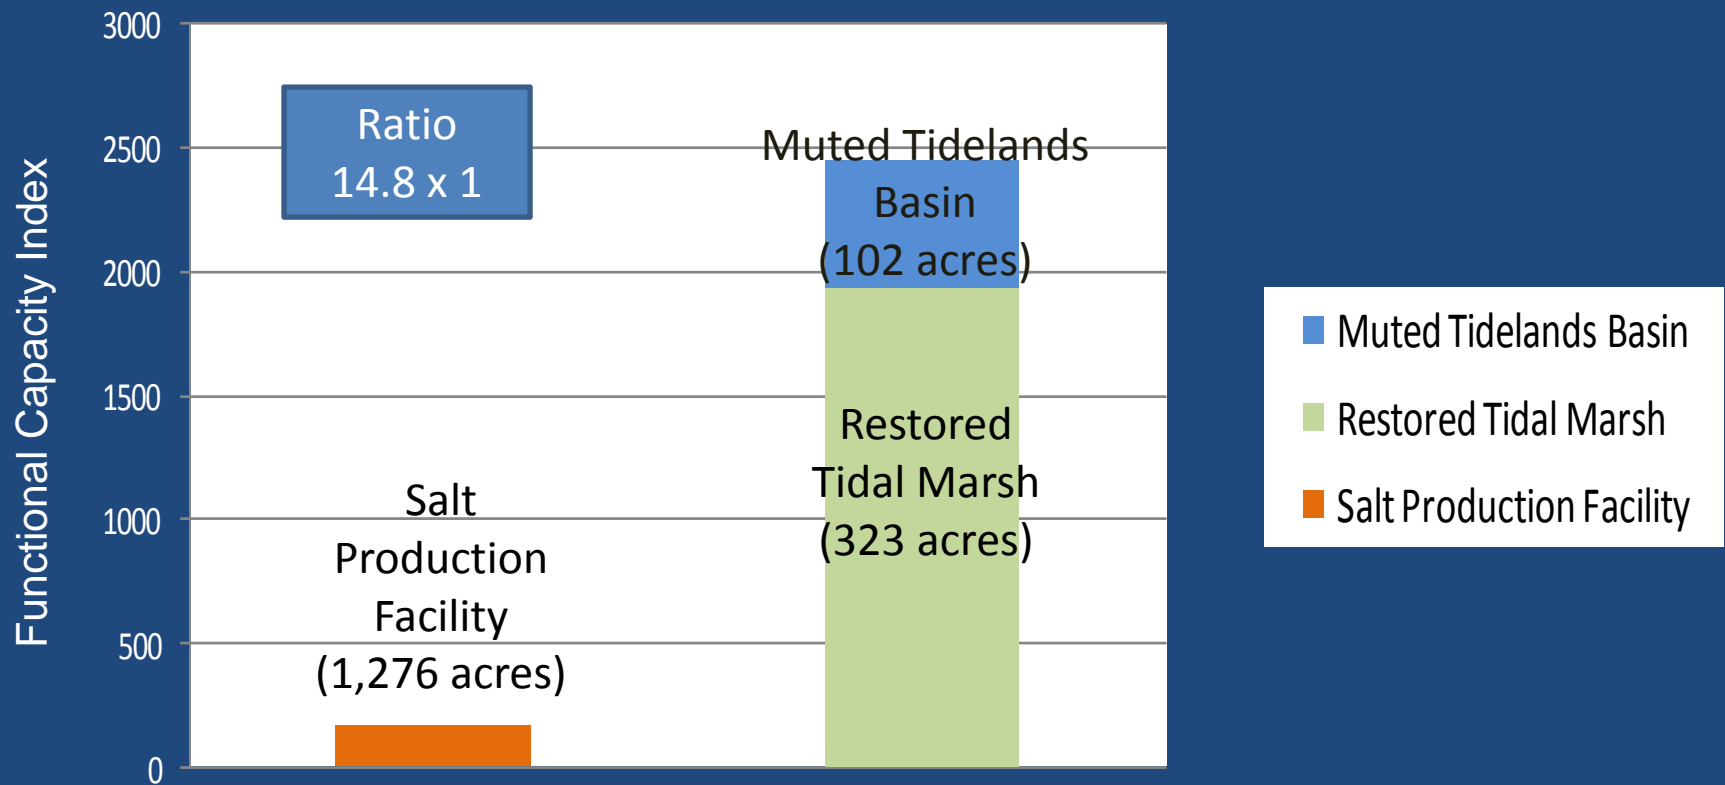 Functional Capacity Index
3000
2500
2000
1500
1000
500
0
Ratio
14.8 x 1
Salt
Production
Facility
(1,276 acres)
Muted Tidelands
Basin
(102 acres)
Restored
Tidal Marsh
(323 acres)
Muted Tidelands Basin
Restored Tidal Marsh
Salt Production Facility